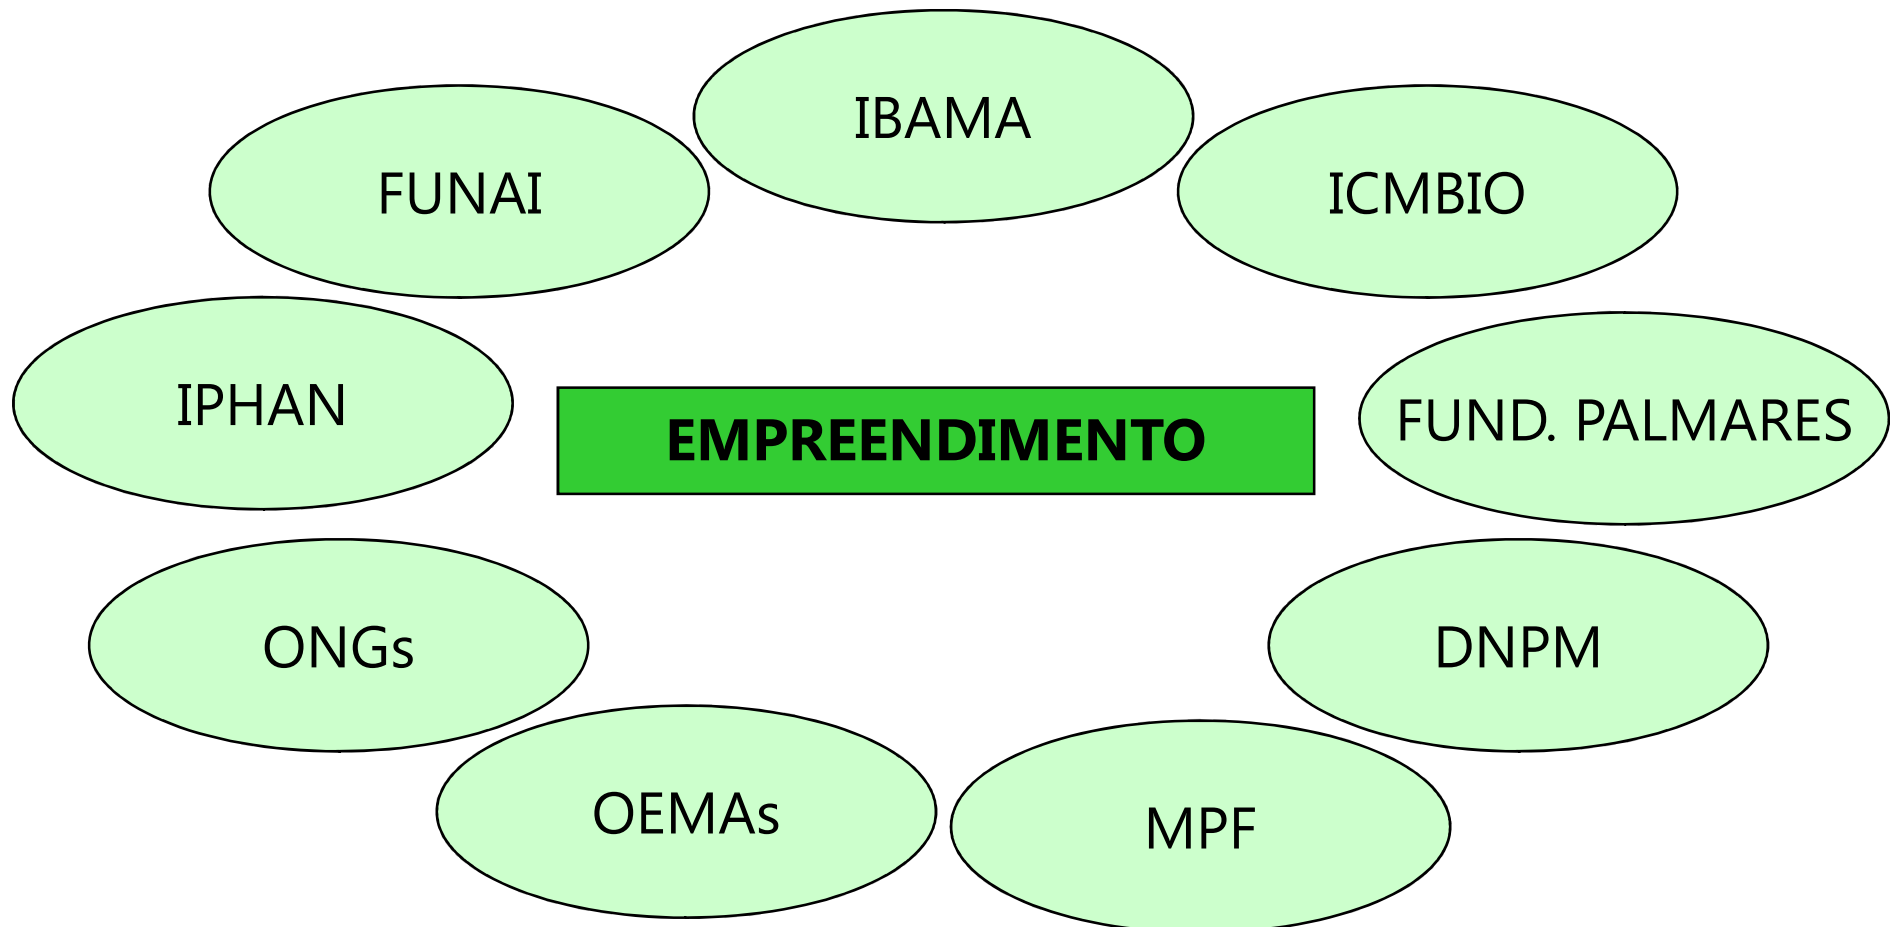 IBAMA
FUNAI
ICMBIO
IPHAN
FUND. PALMARES
EMPREENDIMENTO
ONGs
DNPM
OEMAs
MPF